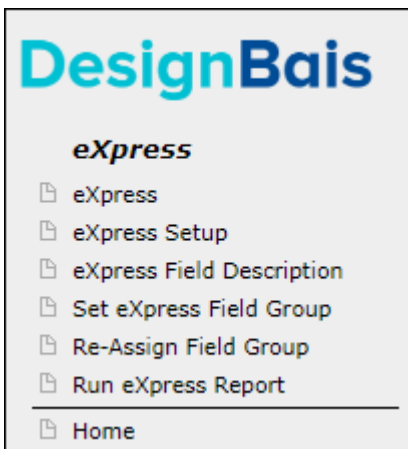 DesignBais
eXpress
eXpress
eXpress Setup
eXpress Field Description
Set eXpress Field Group
Re-Assign Field Group
Run eXpress Report
Home